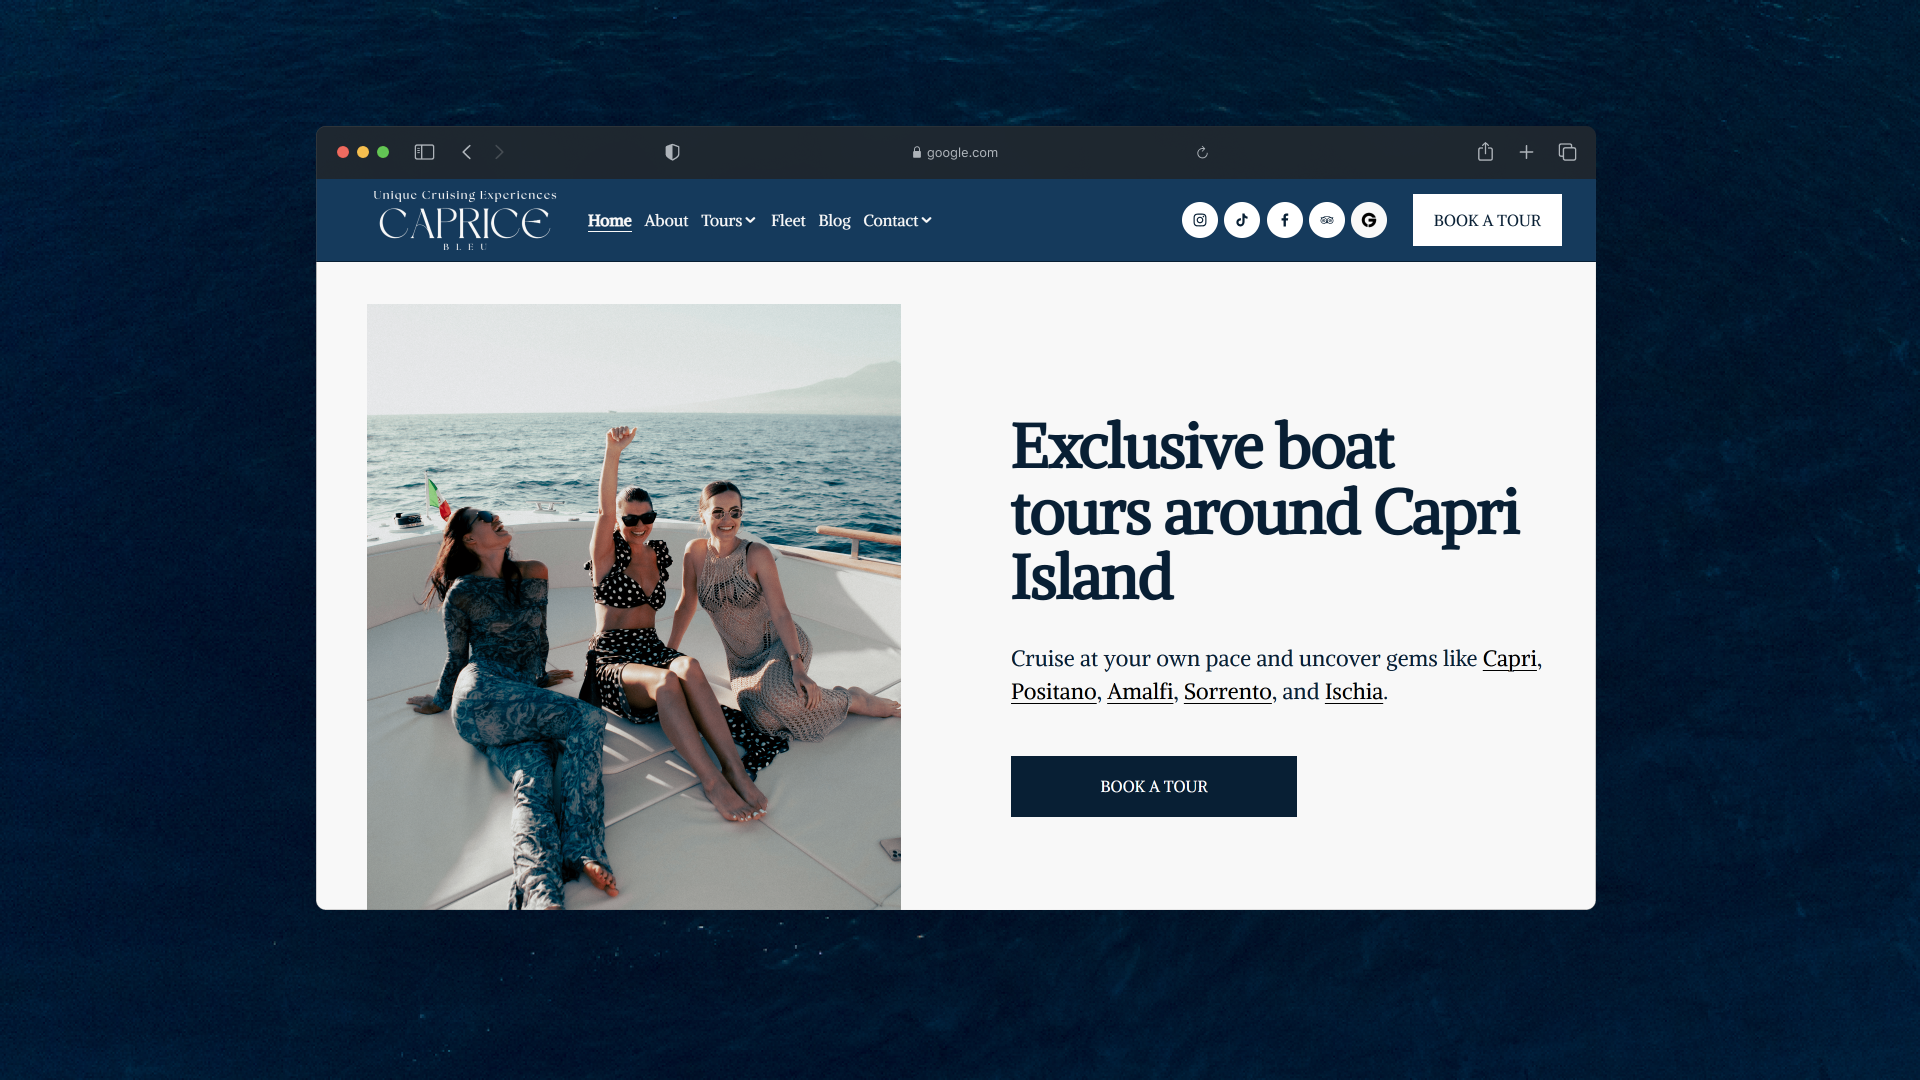 google.com
Unique Cruising Experiences
CAPRICE
BLEU
Home About Tours Fleet Blog Contact
BOOK A TOUR
Exclusive boat
tours around Capri
Island
Cruise at your own pace and uncover gems like Capri,
Positano, Amalfi, Sorrento, and Ischia.
BOOK A TOUR